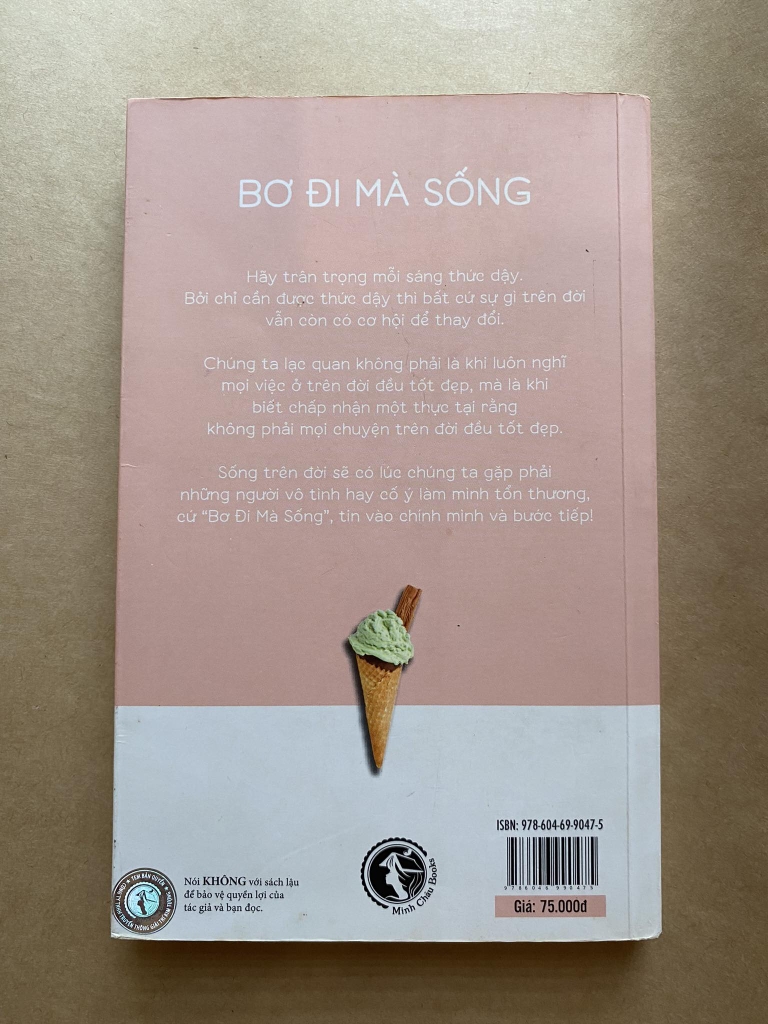 BƠ ĐI MÀ SỐNG
Hãy trân trọng mỗi sáng thức dậy.
Bởi chỉ cần được thức dậy thì bất cứ sự gì trên đời
vẫn còn có cơ hội để thay đổi.
Chúng ta lạc quan không phải là khi luôn nghĩ
mọi việc ở trên đời đều tốt đẹp, mà là khi
biết chấp nhận một thực tại rằng
không phải mọi chuyện trên đời đều tốt đẹp.
Sống trên đời sẽ có lúc chúng ta gặp phải
những người vô tình hay cố ý làm mình tổn thương,
cứ “Bơ Đi Mà Sống”, tin vào chính mình và bước tiếp!
ISBN: 978-604-69-9047-5
9 786046 990475
Giá: 75.000đ
Nói KHÔNG với sách lậu
để bảo vệ quyền lợi của
tác giả và bạn đọc.
Minh Châu Books
TEM BẢN QUYỀN